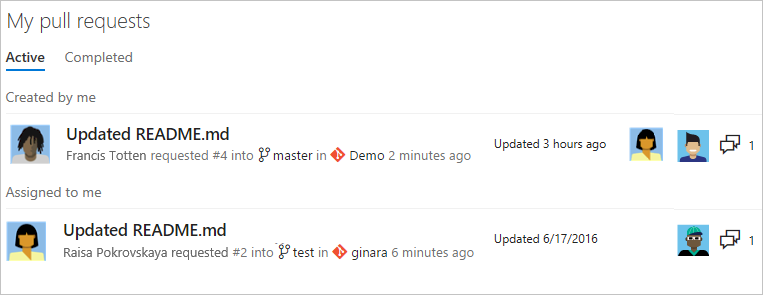 My pull requests
Active Completed
Created by me
Updated README.md
Updated 3 hours ago
1
Francis Totten requested #4 into master in Demo 2 minutes ago
Assigned to me
Updated README.md
Updated 6/17/2016
1
Raisa Pokrovskaya requested #2 into test in ginara 6 minutes ago